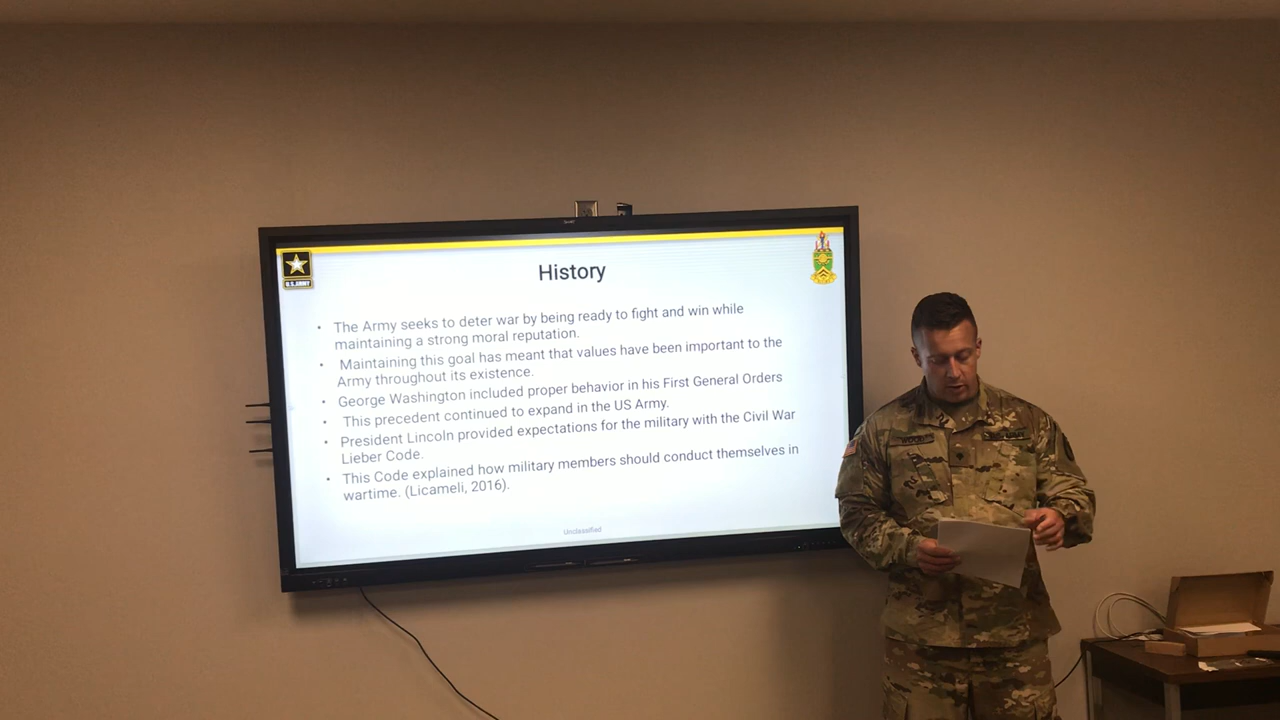 History
U.S. ARMY
• The Army seeks to deter war by being ready to fight and win while
maintaining a strong moral reputation.
• Maintaining this goal has meant that values have been important to the
Army throughout its existence.
• George Washington included proper behavior in his First General Orders
• This precedent continued to expand in the US Army.
• President Lincoln provided expectations for the military with the Civil War
Lieber Code.
• This Code explained how military members should conduct themselves in
wartime. (Licameli, 2016).
Unclassified